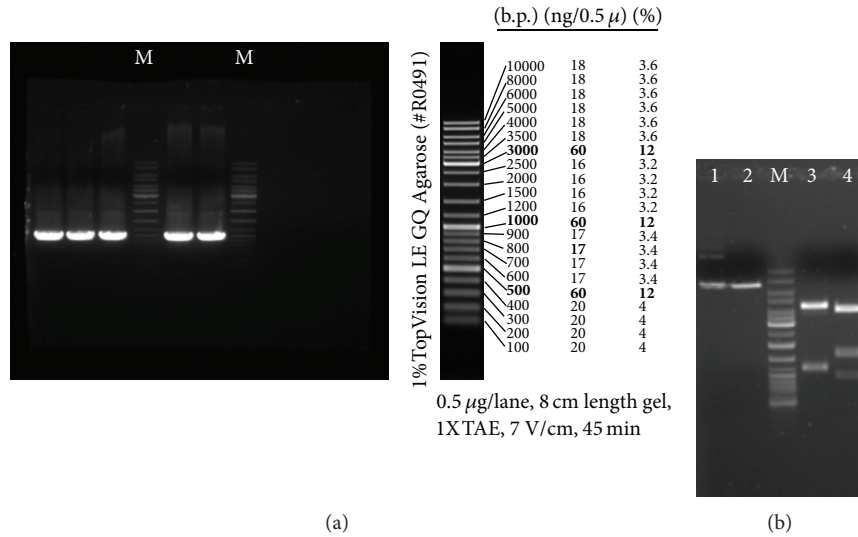 (b.p.) (ng/0.5 μ) (%)
M M
1%TopVision LE GQ Agarose (#R0491)
10000 18 3.6
8000 18 3.6
6000 18 3.6
5000 18 3.6
4000 18 3.6
3500 18 3.6
3000 60 12
2500 16 3.2
2000 16 3.2
1500 16 3.2
1200 16 3.2
1000 60 12
900 17 3.4
800 17 3.4
700 17 3.4
600 17 3.4
500 60 12
400 20 4
300 20 4
200 20 4
100 20 4
0.5 μg/lane, 8 cm length gel,
1X TAE, 7 V/cm, 45 min
1 2 M 3 4
(a)
(b)